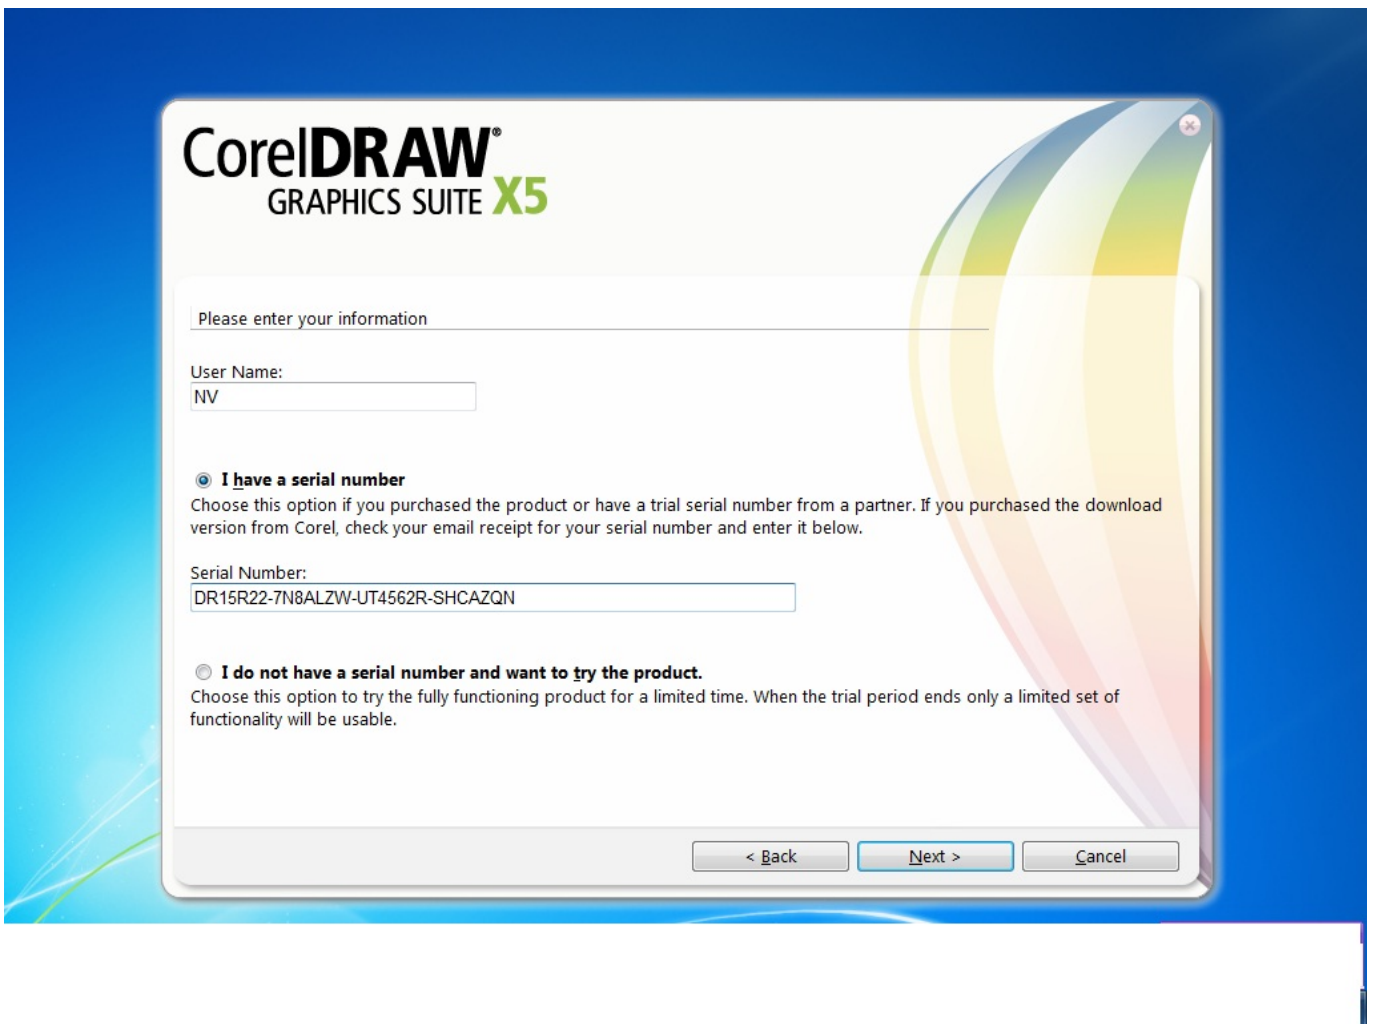 CorelDRAW®
GRAPHICS SUITE X5
Please enter your information
User Name:
NV
I have a serial number
Choose this option if you purchased the product or have a trial serial number from a partner. If you purchased the download
version from Corel, check your email receipt for your serial number and enter it below.
Serial Number:
DR15R22-7N8ALZW-UT4562R-SHCAZQN
I do not have a serial number and want to try the product.
Choose this option to try the fully functioning product for a limited time. When the trial period ends only a limited set of
functionality will be usable.
< Back
Next >
Cancel